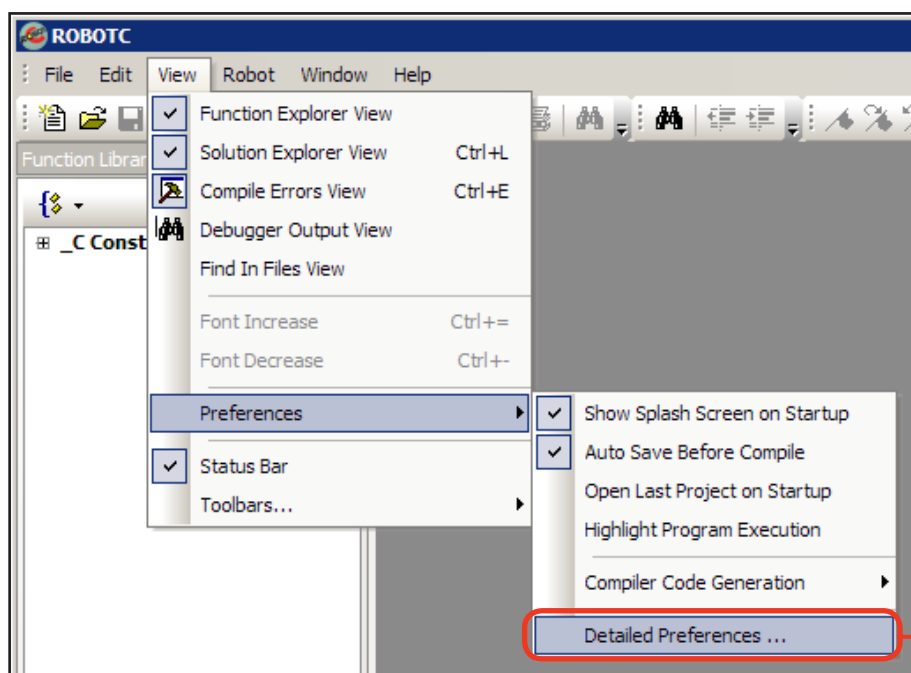 ROBOTC
File Edit View Robot Window Help
Function Explorer View
Function Librar
Solution Explorer View Ctrl+L
Compile Errors View Ctrl+E
Debugger Output View
_C Const
Find In Files View
Font Increase Ctrl+=
Font Decrease Ctrl+-
Preferences
Show Splash Screen on Startup
Auto Save Before Compile
Status Bar
Open Last Project on Startup
Toolbars...
Highlight Program Execution
Compiler Code Generation
Detailed Preferences ...